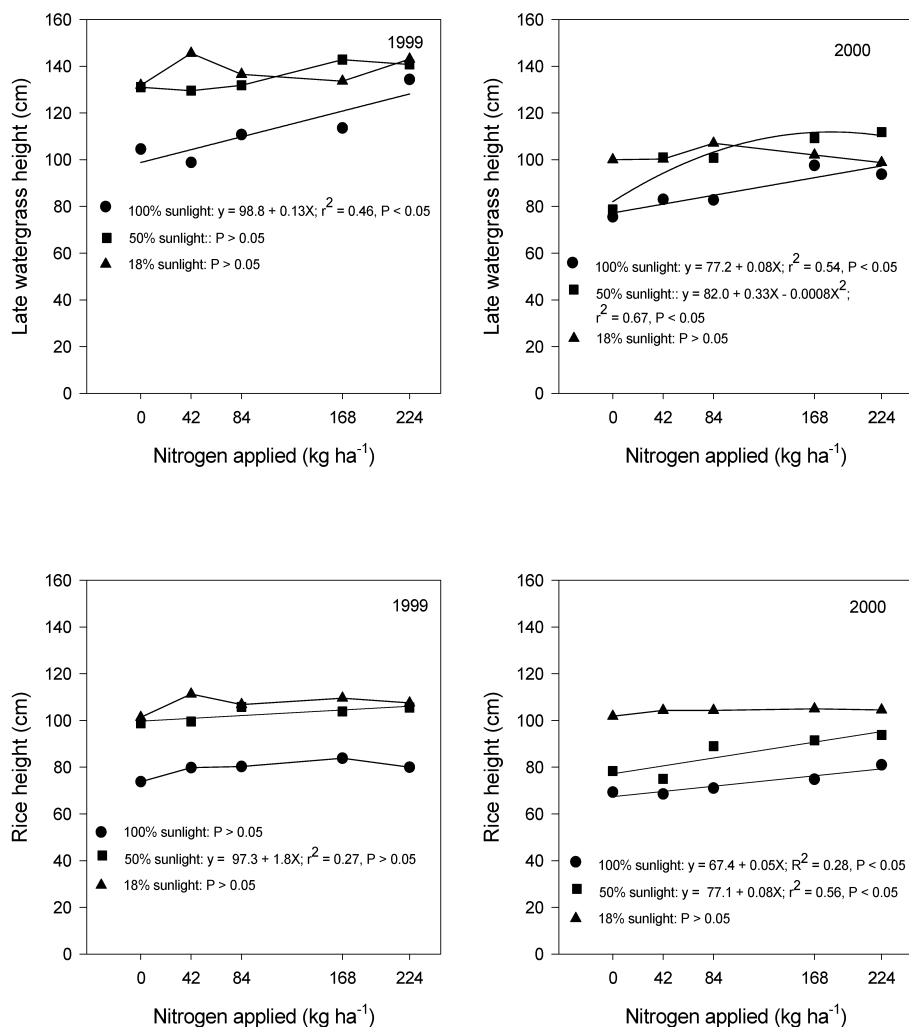 Late watergrass height (cm)
160
140
120
100
80
60
40
20
0
1999
100% sunlight: y = 98.8 + 0.13X; r² = 0.46, P < 0.05
50% sunlight:: P > 0.05
18% sunlight: P > 0.05
0 42 84 168 224
Nitrogen applied (kg ha⁻¹)
Late watergrass height (cm)
160
140
120
100
80
60
40
20
0
2000
100% sunlight: y = 77.2 + 0.08X; r² = 0.54, P < 0.05
50% sunlight:: y = 82.0 + 0.33X - 0.0008X²;
r² = 0.67, P < 0.05
18% sunlight: P > 0.05
0 42 84 168 224
Nitrogen applied (kg ha⁻¹)
Rice height (cm)
160
140
120
100
80
60
40
20
0
1999
100% sunlight: P > 0.05
50% sunlight: y = 97.3 + 1.8X; r² = 0.27, P > 0.05
18% sunlight: P > 0.05
0 42 84 168 224
Nitrogen applied (kg ha⁻¹)
Rice height (cm)
160
140
120
100
80
60
40
20
0
2000
100% sunlight: y = 67.4 + 0.05X; R² = 0.28, P < 0.05
50% sunlight: y = 77.1 + 0.08X; r² = 0.56, P < 0.05
18% sunlight: P > 0.05
0 42 84 168 224
Nitrogen applied (kg ha⁻¹)